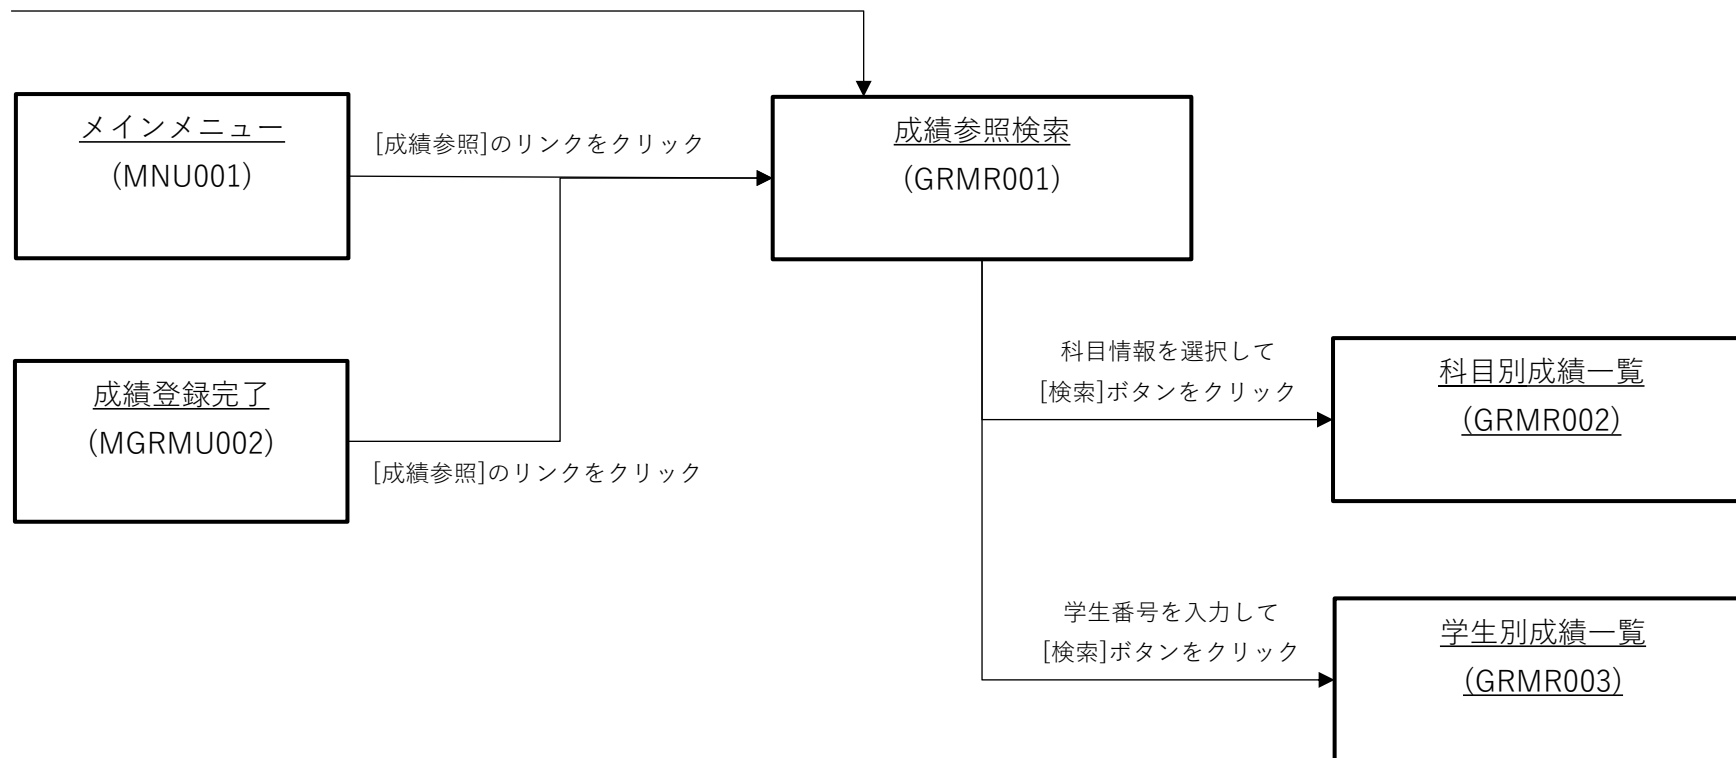 メインメニュー
(MNU001)
[成績参照]のリンクをクリック
成績参照検索
(GRMR001)
成績登録完了
(MGRMU002)
[成績参照]のリンクをクリック
科目情報を選択して
[検索]ボタンをクリック
科目別成績一覧
(GRMR002)
学生番号を入力して
[検索]ボタンをクリック
学生別成績一覧
(GRMR003)